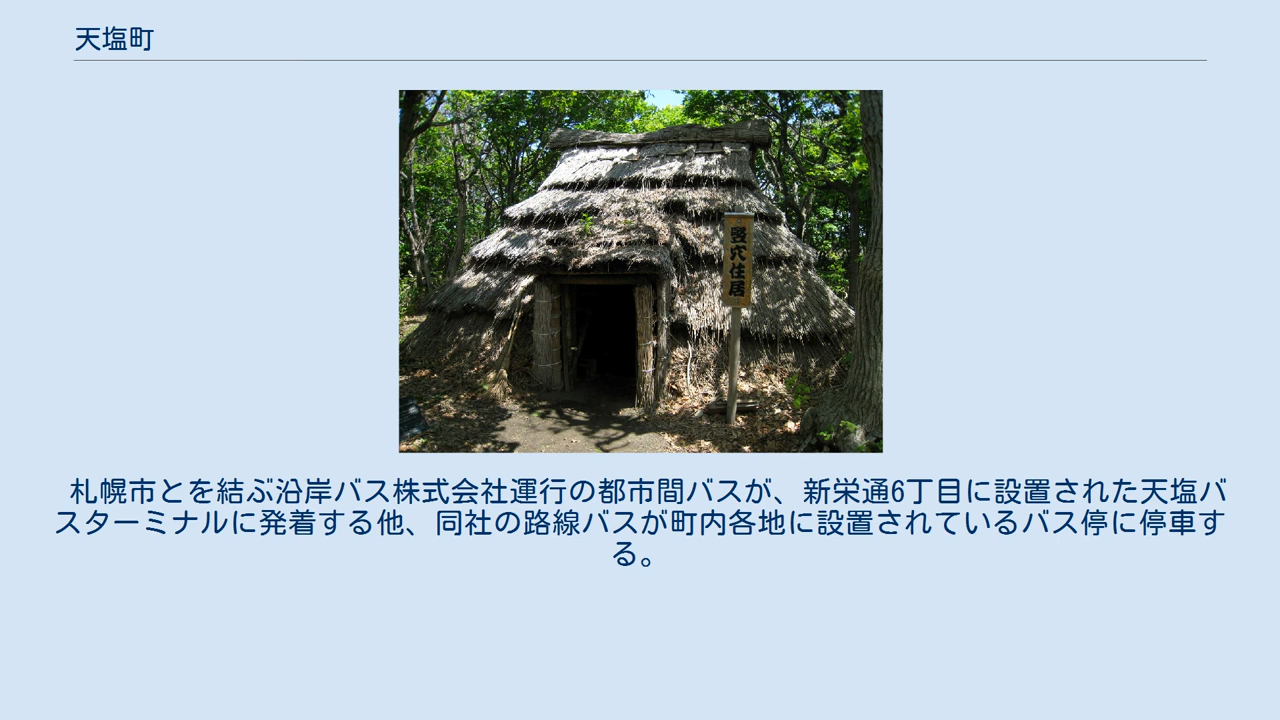 天塩町
竪穴住居
札幌市とを結ぶ沿岸バス株式会社運行の都市間バスが、新栄通6丁目に設置された天塩バ
スターミナルに発着する他、同社の路線バスが町内各地に設置されているバス停に停車す
る。